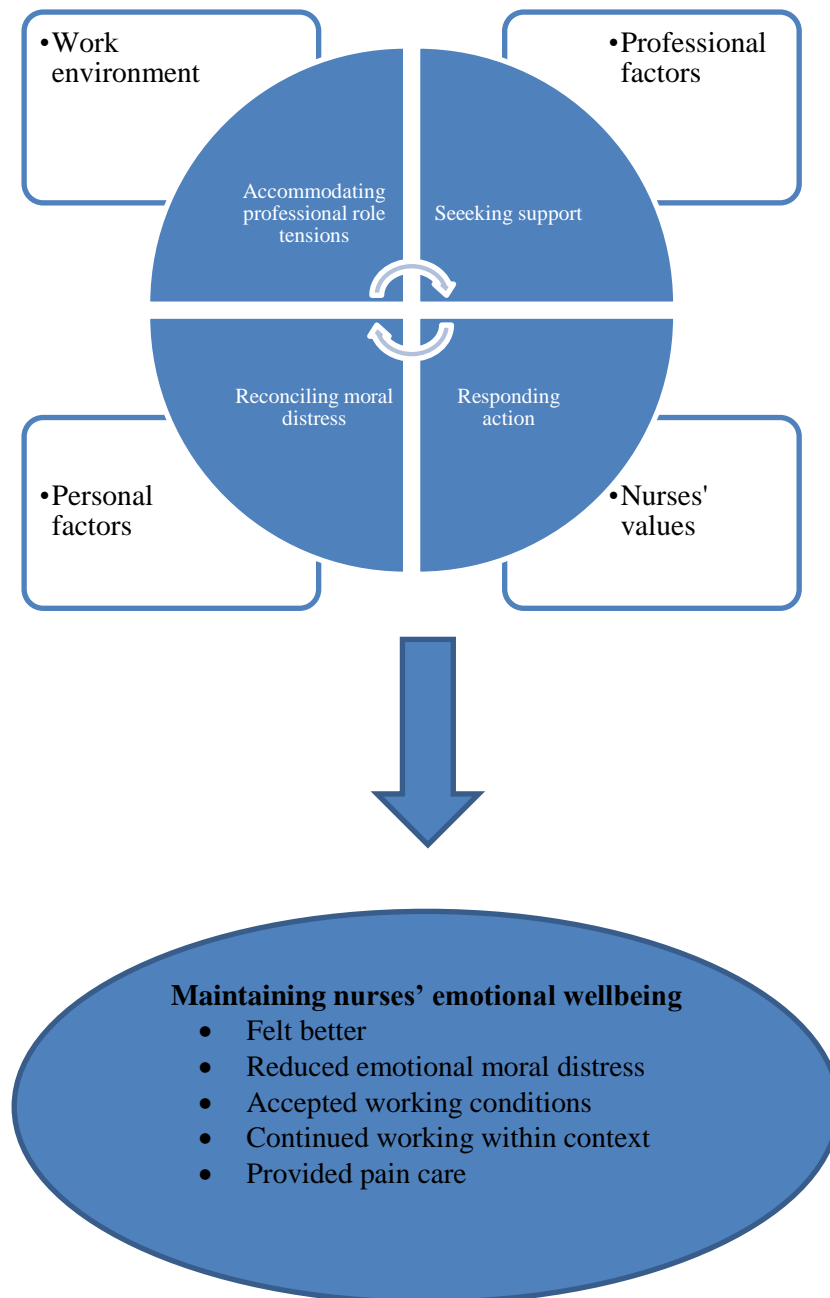 •Work
environment
•Professional
factors
Accommodating
professional role
tensions
Seeeking support
Reconciling moral
distress
Responding
action
•Personal
factors
•Nurses'
values
Maintaining nurses’ emotional wellbeing
• Felt better
• Reduced emotional moral distress
• Accepted working conditions
• Continued working within context
• Provided pain care